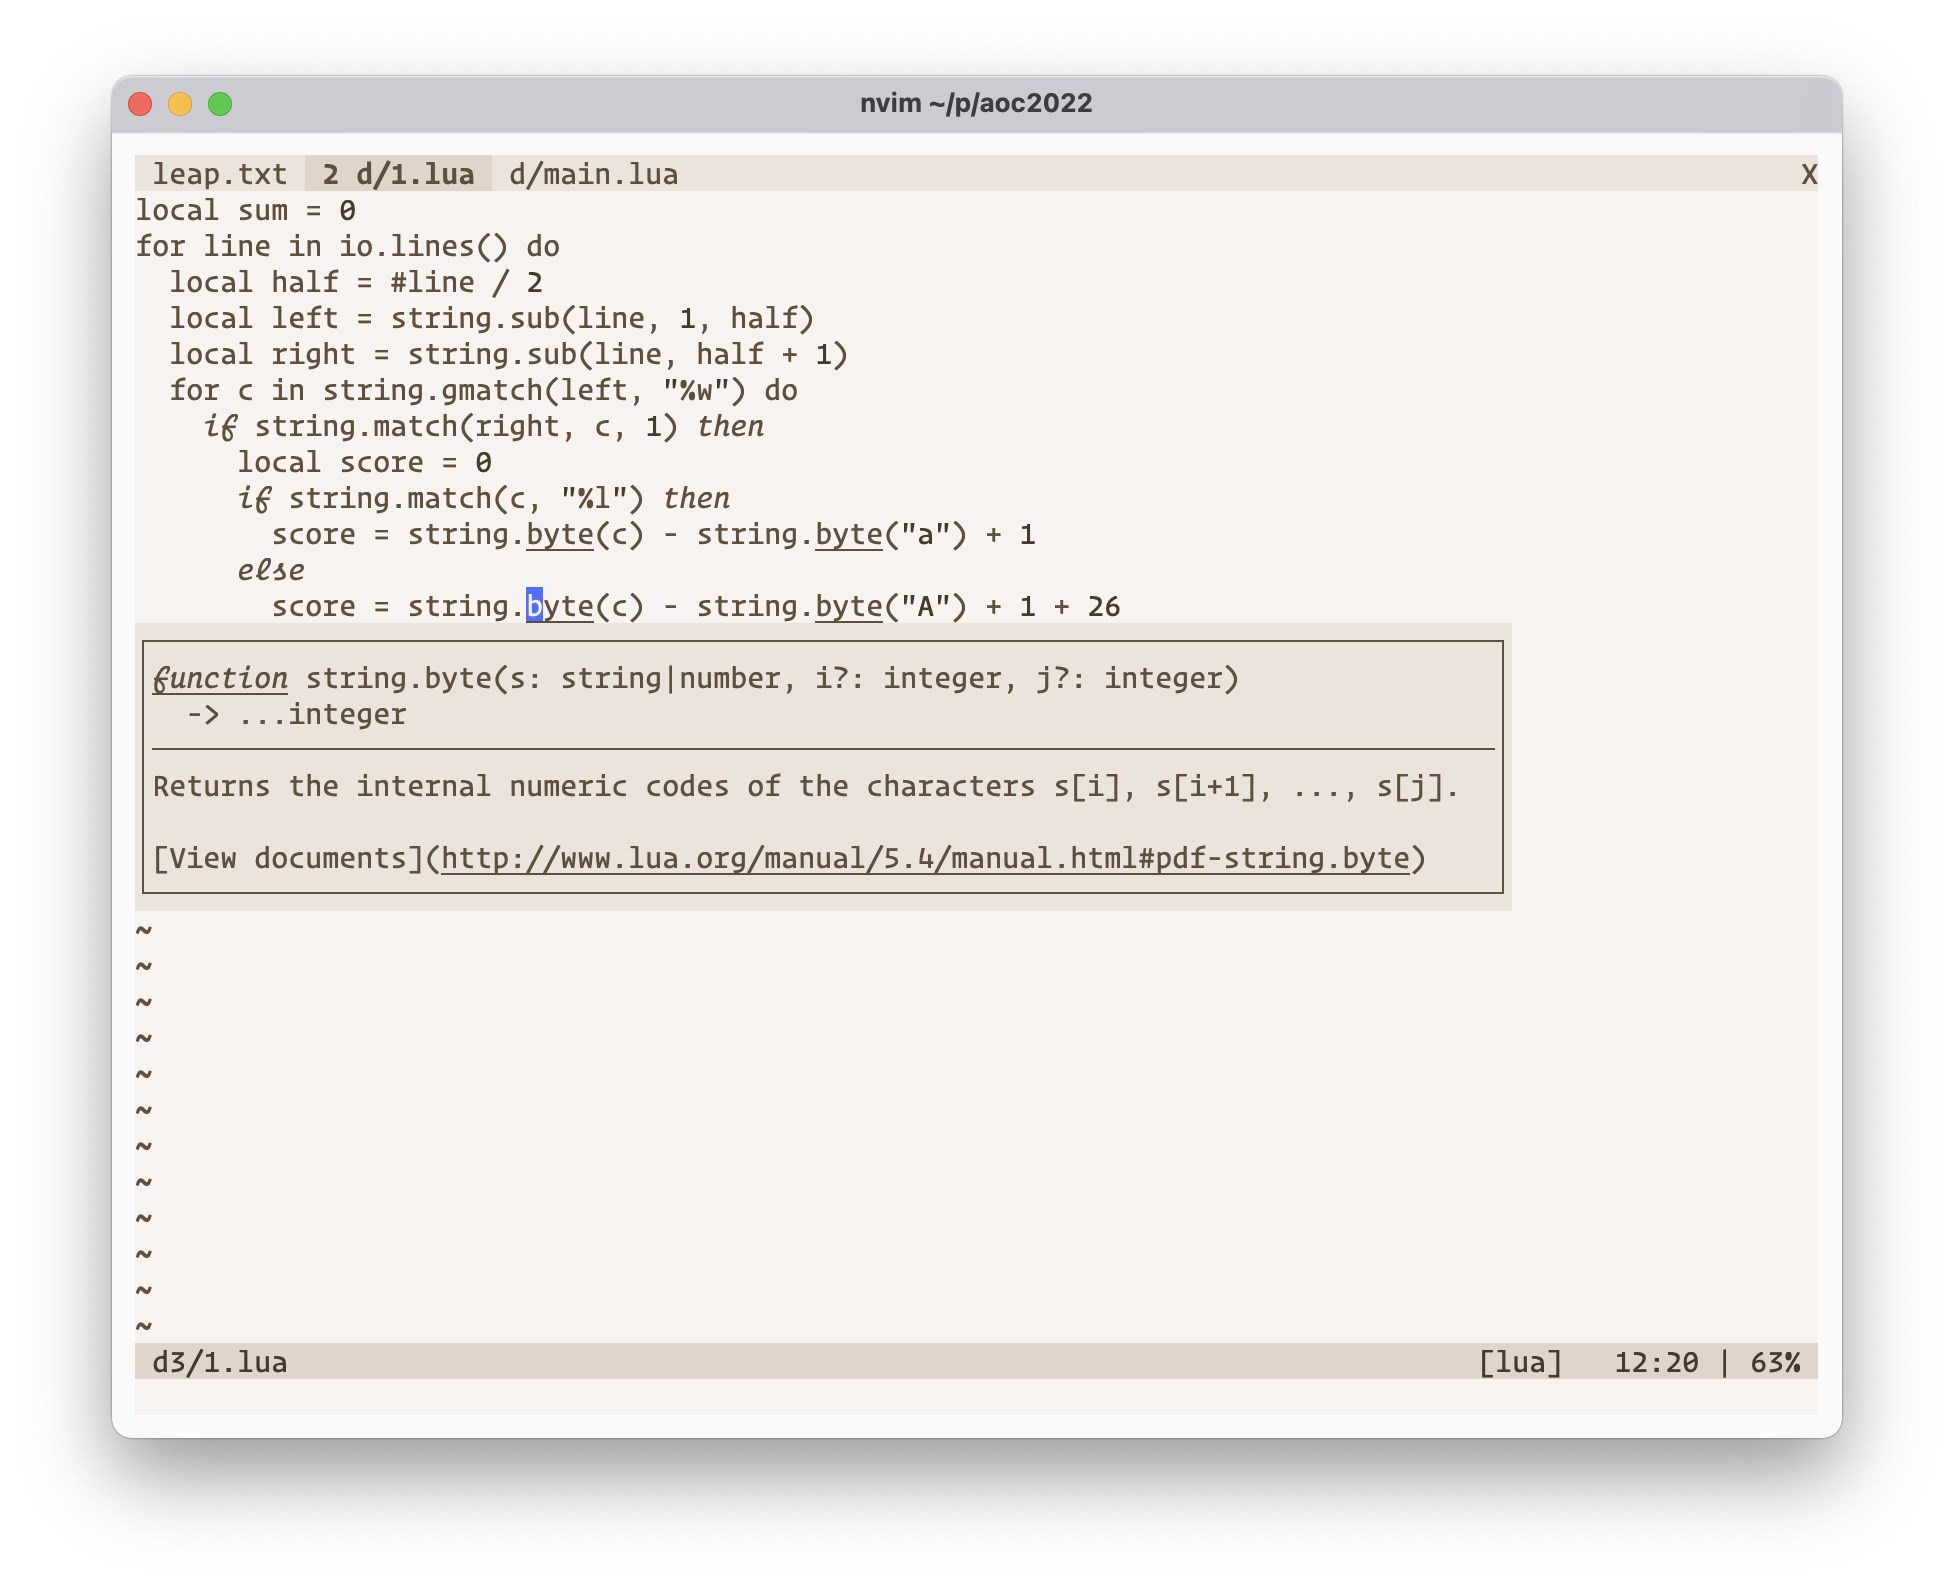 nvim ~/p/aoc2022
leap.txt  2 d/1.lua  d/main.lua X
local sum = 0
for line in io.lines() do
  local half = #line / 2
  local left = string.sub(line, 1, half)
  local right = string.sub(line, half + 1)
  for c in string.gmatch(left, "%w") do
    if string.match(right, c, 1) then
      local score = 0
      if string.match(c, "%l") then
        score = string.byte(c) - string.byte("a") + 1
      else
        score = string.byte(c) - string.byte("A") + 1 + 26
function string.byte(s: string|number, i?: integer, j?: integer)
  -> ...integer
Returns the internal numeric codes of the characters s[i], s[i+1], ..., s[j].
[View documents](http://www.lua.org/manual/5.4/manual.html#pdf-string.byte)
~
~
~
~
~
~
~
~
~
~
~
~
d3/1.lua [lua]   12:20 | 63%